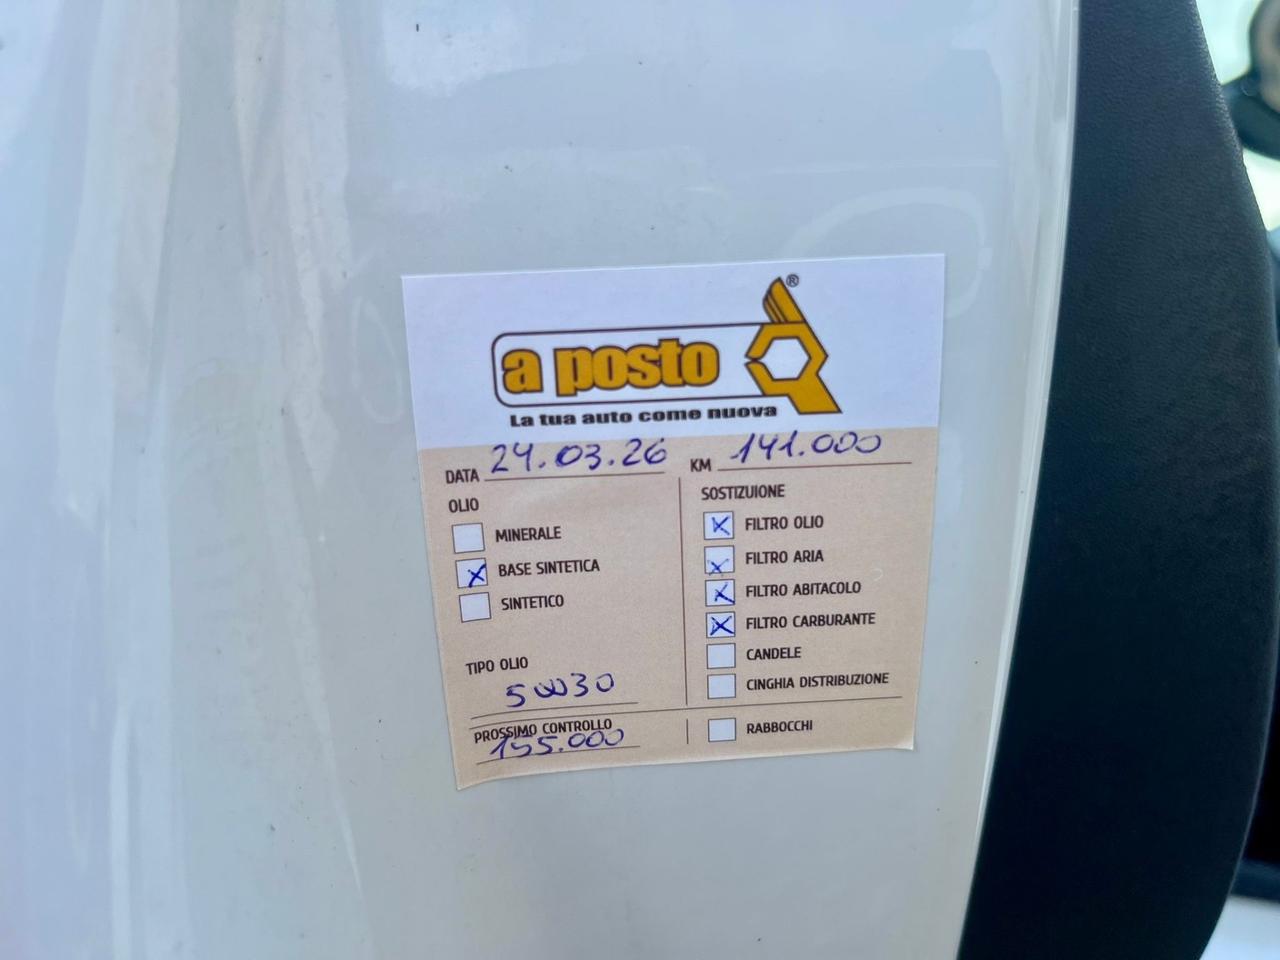 ®
a posto
La tua auto come nuova
DATA 24.03.26 KM 141.000
OLIO
MINERALE
X BASE SINTETICA
SINTETICO
TIPO OLIO
5W30
PROSSIMO CONTROLLO
155.000
SOSTIZUIONE
X FILTRO OLIO
X FILTRO ARIA
X FILTRO ABITACOLO
X FILTRO CARBURANTE
CANDELE
CINGHIA DISTRIBUZIONE
RABBOCCHI